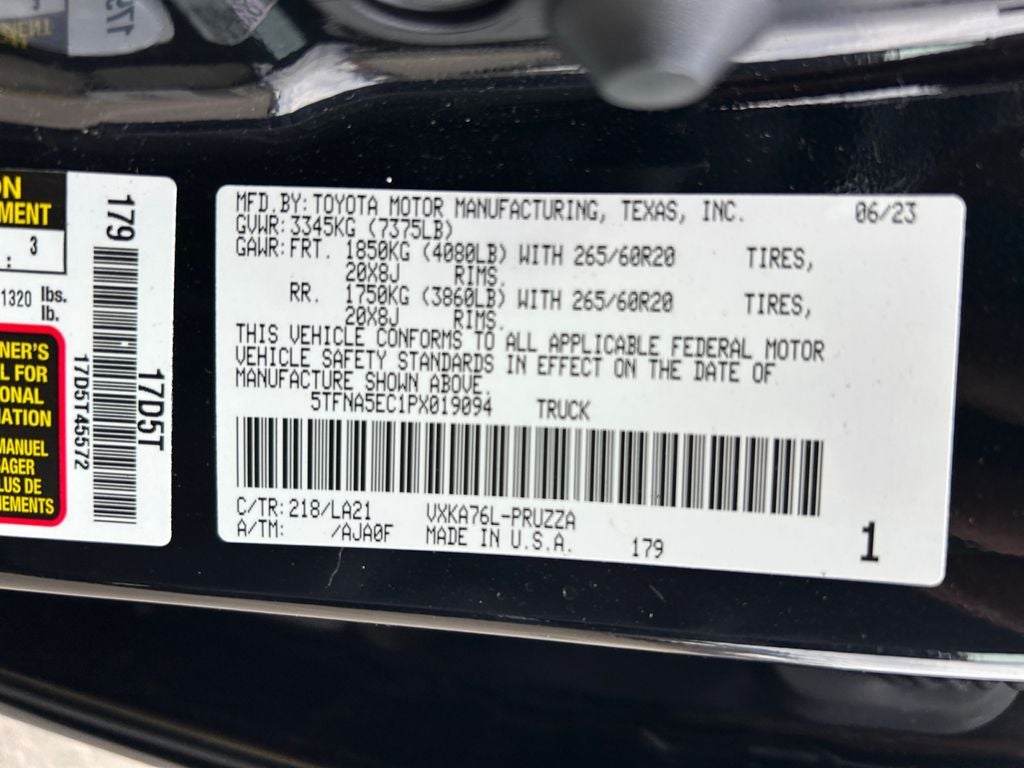 ON
MENT
: 3
1320 lbs.
lb.
NER'S
L FOR
ONAL
MATION
MANUEL
AGER
LUS DE
EMENTS
179
17D5T
17D5T45572
MFD.BY:TOYOTA MOTOR MANUFACTURING, TEXAS, INC. 06/23
GVWR:3345KG (7375LB)
GAWR:FRT. 1850KG (4080LB) WITH 265/60R20 TIRES,
20X8J RIMS.
RR. 1750KG (3860LB) WITH 265/60R20 TIRES,
20X8J RIMS.
THIS VEHICLE CONFORMS TO ALL APPLICABLE FEDERAL MOTOR
VEHICLE SAFETY STANDARDS IN EFFECT ON THE DATE OF
MANUFACTURE SHOWN ABOVE.
5TFNA5EC1PX019094 TRUCK
C/TR:218/LA21 VXKA76L-PRUZZA
A/TM: /AJA0F MADE IN U.S.A. 179 1